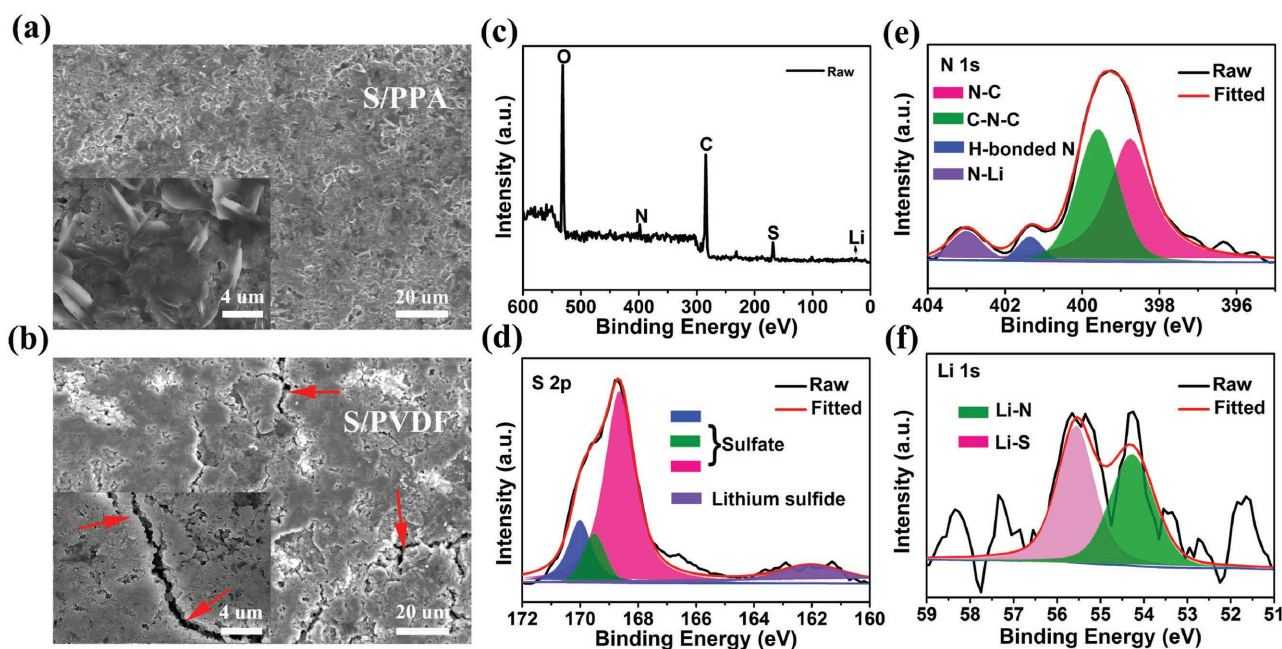 (a)
S/PPA
4 um
20 um
(b)
S/PVDF
4 um
20 um
(c)
O
C
N
S
Li
Raw
Intensity (a.u.)
600 500 400 300 200 100 0
Binding Energy (eV)
(d)
S 2p
Raw
Fitted
} Sulfate
Lithium sulfide
Intensity (a.u.)
172 170 168 166 164 162 160
Binding Energy (eV)
(e)
N 1s
N-C
C-N-C
H-bonded N
N-Li
Raw
Fitted
Intensity (a.u.)
404 402 400 398 396
Binding Energy (eV)
(f)
Li 1s
Li-N
Li-S
Raw
Fitted
Intensity (a.u.)
59 58 57 56 55 54 53 52 51
Binding Energy (eV)